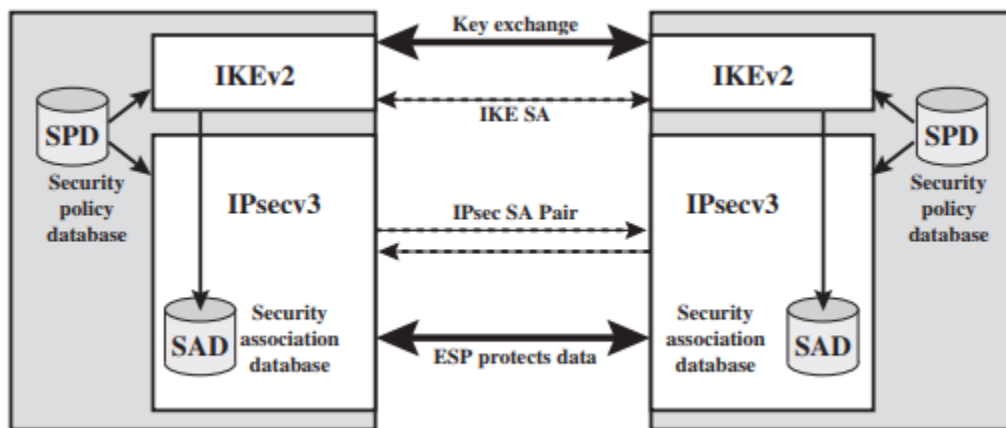 Key exchange
IKEv2
IKEv2
IKE SA
SPD
SPD
Security
policy
database
Security
policy
database
IPsecv3
IPsecv3
IPsec SA Pair
SAD
Security
association
database
Security
association
database
SAD
ESP protects data